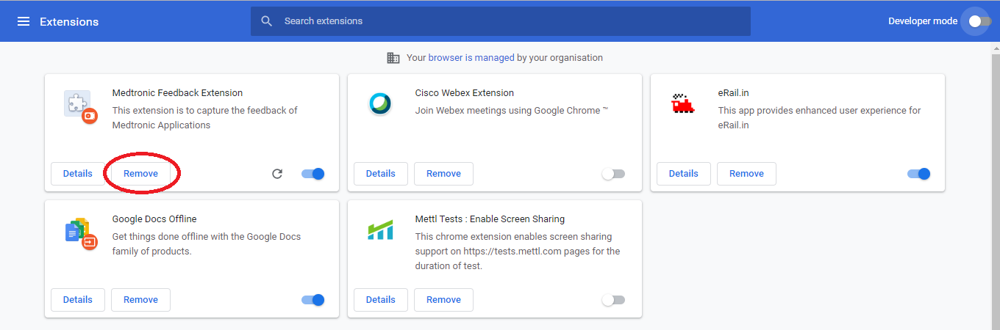 Extensions
Search extensions
Developer mode
Your browser is managed by your organisation
Medtronic Feedback Extension
This extension is to capture the feedback of
Medtronic Applications
Details
Remove
Cisco Webex Extension
Join Webex meetings using Google Chrome ™
Details
Remove
eRail.in
This app provides enhanced user experience for
eRail.in
Details
Remove
Google Docs Offline
Get things done offline with the Google Docs
family of products.
Details
Remove
Mettl Tests : Enable Screen Sharing
This chrome extension enables screen sharing
support on https://tests.mettl.com pages for the
duration of test.
Details
Remove